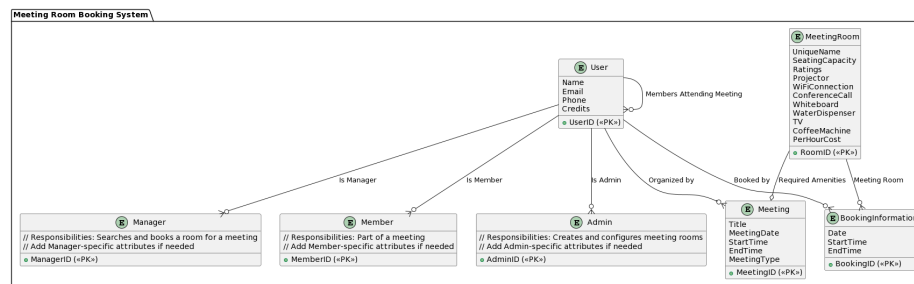 Meeting Room Booking System
E MeetingRoom
UniqueName
SeatingCapacity
Ratings
Projector
WiFiConnection
ConferenceCall
Whiteboard
WaterDispenser
TV
CoffeeMachine
PerHourCost
RoomID («PK»)
E User
Name
Email
Phone
Credits
UserID («PK»)
Members Attending Meeting
Is Manager
Is Member
Is Admin
Organized by
Booked by
Required Amenities
Meeting Room
E Manager
// Responsibilities: Searches and books a room for a meeting
// Add Manager-specific attributes if needed
ManagerID («PK»)
E Member
// Responsibilities: Part of a meeting
// Add Member-specific attributes if needed
MemberID («PK»)
E Admin
// Responsibilities: Creates and configures meeting rooms
// Add Admin-specific attributes if needed
AdminID («PK»)
E Meeting
Title
MeetingDate
StartTime
EndTime
MeetingType
MeetingID («PK»)
E BookingInformation
Date
StartTime
EndTime
BookingID («PK»)